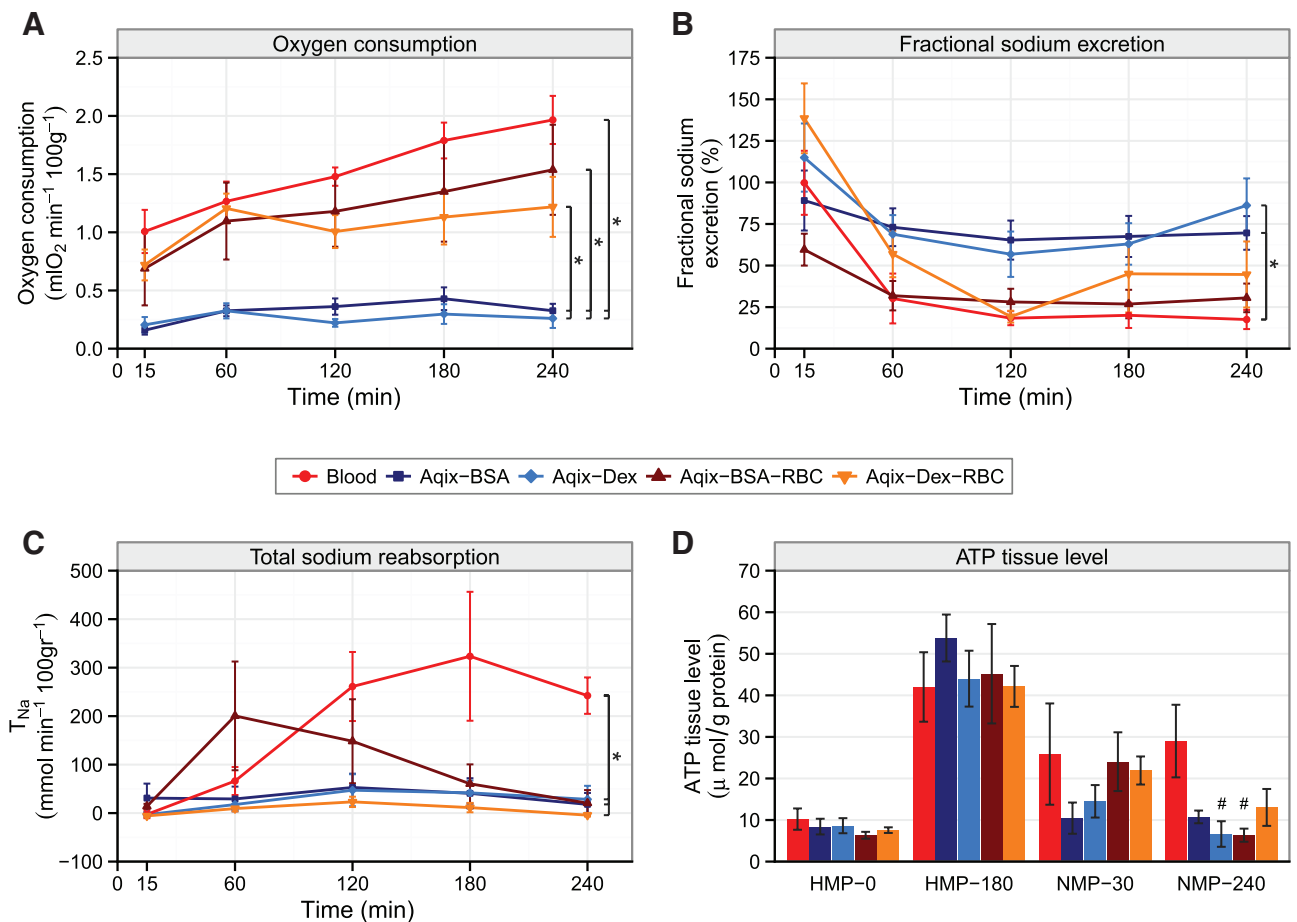 A
Oxygen consumption
Oxygen consumption
(mlO₂ min⁻¹ 100g⁻¹)
2.5
2.0
1.5
1.0
0.5
0.0
*
*
*
0 15 60 120 180 240
Time (min)
B
Fractional sodium excretion
Fractional sodium
excretion (%)
175
150
125
100
75
50
25
0
*
0 15 60 120 180 240
Time (min)
Blood Aqix−BSA Aqix−Dex Aqix−BSA−RBC Aqix−Dex−RBC
C
Total sodium reabsorption
T_Na
(mmol min⁻¹ 100gr⁻¹)
500
400
300
200
100
0
−100
*
0 15 60 120 180 240
Time (min)
D
ATP tissue level
ATP tissue level
(μ mol/g protein)
70
60
50
40
30
20
10
0
# #
HMP−0 HMP−180 NMP−30 NMP−240